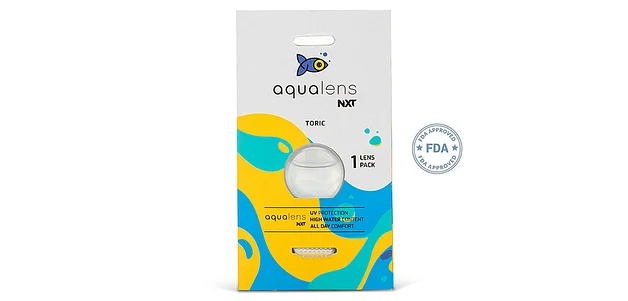 aqualens
NXT
TORIC
1 LENS
PACK
aqualens
NXT
UV PROTECTION
HIGH WATER CONTENT
ALL DAY COMFORT
FDA APPROVED
FDA
FDA APPROVED